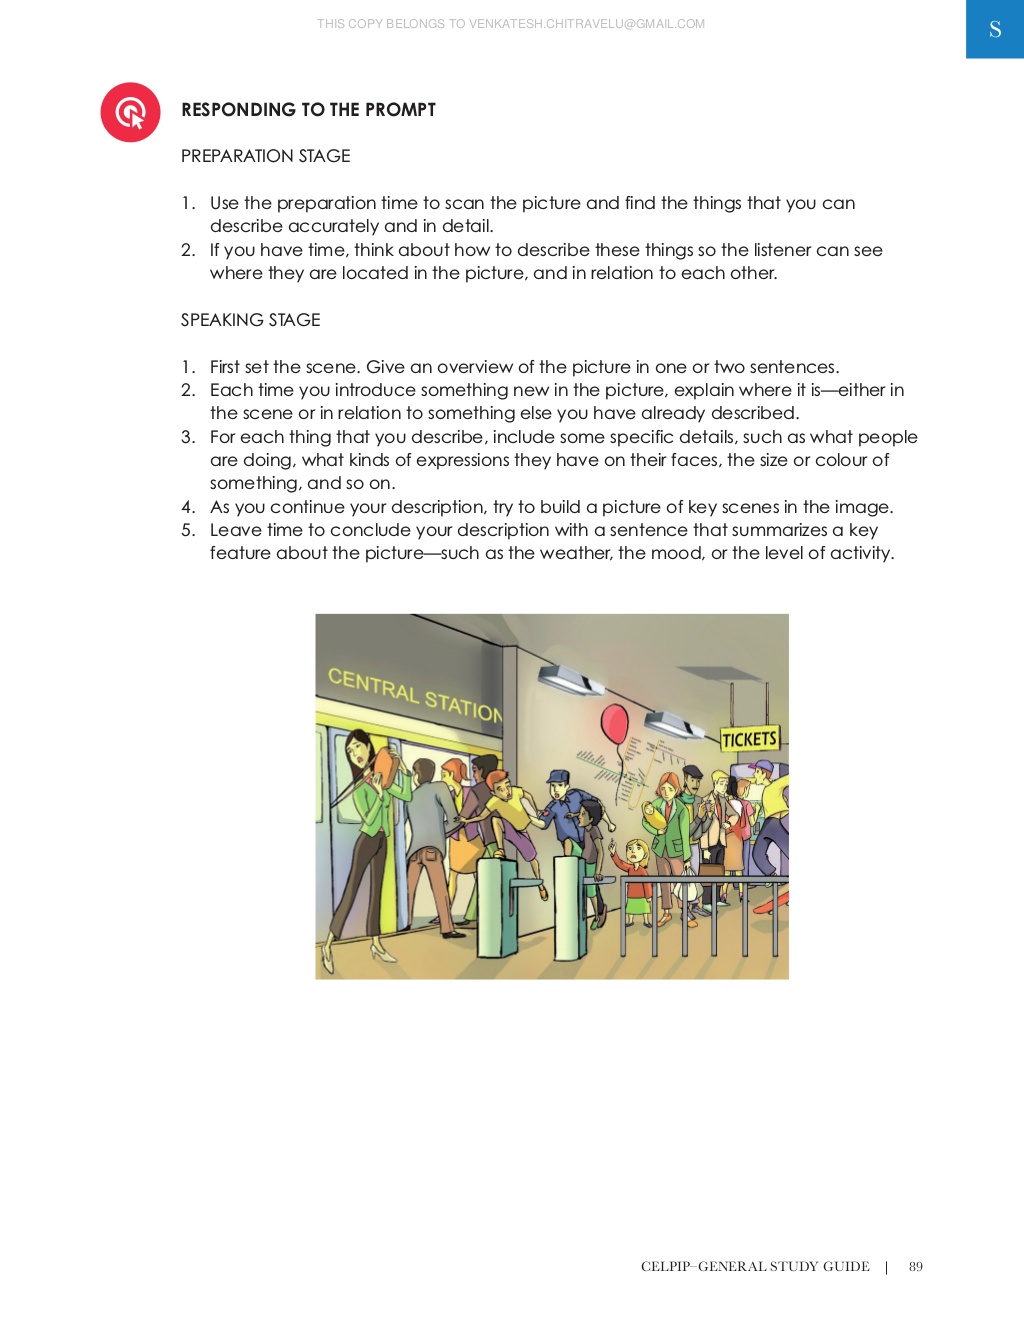 THIS COPY BELONGS TO VENKATESH.CHITRAVELU@GMAIL.COM
S
RESPONDING TO THE PROMPT
PREPARATION STAGE
1. Use the preparation time to scan the picture and find the things that you can
describe accurately and in detail.
2. If you have time, think about how to describe these things so the listener can see
where they are located in the picture, and in relation to each other.
SPEAKING STAGE
1. First set the scene. Give an overview of the picture in one or two sentences.
2. Each time you introduce something new in the picture, explain where it is—either in
the scene or in relation to something else you have already described.
3. For each thing that you describe, include some specific details, such as what people
are doing, what kinds of expressions they have on their faces, the size or colour of
something, and so on.
4. As you continue your description, try to build a picture of key scenes in the image.
5. Leave time to conclude your description with a sentence that summarizes a key
feature about the picture—such as the weather, the mood, or the level of activity.
CENTRAL STATION
TICKETS
CELPIP–GENERAL STUDY GUIDE | 89